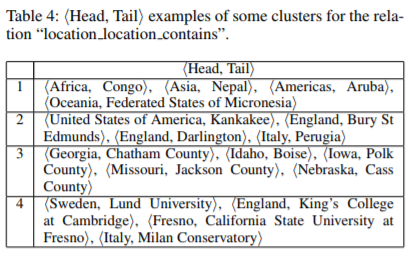 Table 4: ⟨Head, Tail⟩ examples of some clusters for the rela-
tion “location_location_contains”.
⟨Head, Tail⟩
1 ⟨Africa, Congo⟩, ⟨Asia, Nepal⟩, ⟨Americas, Aruba⟩,
⟨Oceania, Federated States of Micronesia⟩
2 ⟨United States of America, Kankakee⟩, ⟨England, Bury St
Edmunds⟩, ⟨England, Darlington⟩, ⟨Italy, Perugia⟩
3 ⟨Georgia, Chatham County⟩, ⟨Idaho, Boise⟩, ⟨Iowa, Polk
County⟩, ⟨Missouri, Jackson County⟩, ⟨Nebraska, Cass
County⟩
4 ⟨Sweden, Lund University⟩, ⟨England, King’s College
at Cambridge⟩, ⟨Fresno, California State University at
Fresno⟩, ⟨Italy, Milan Conservatory⟩